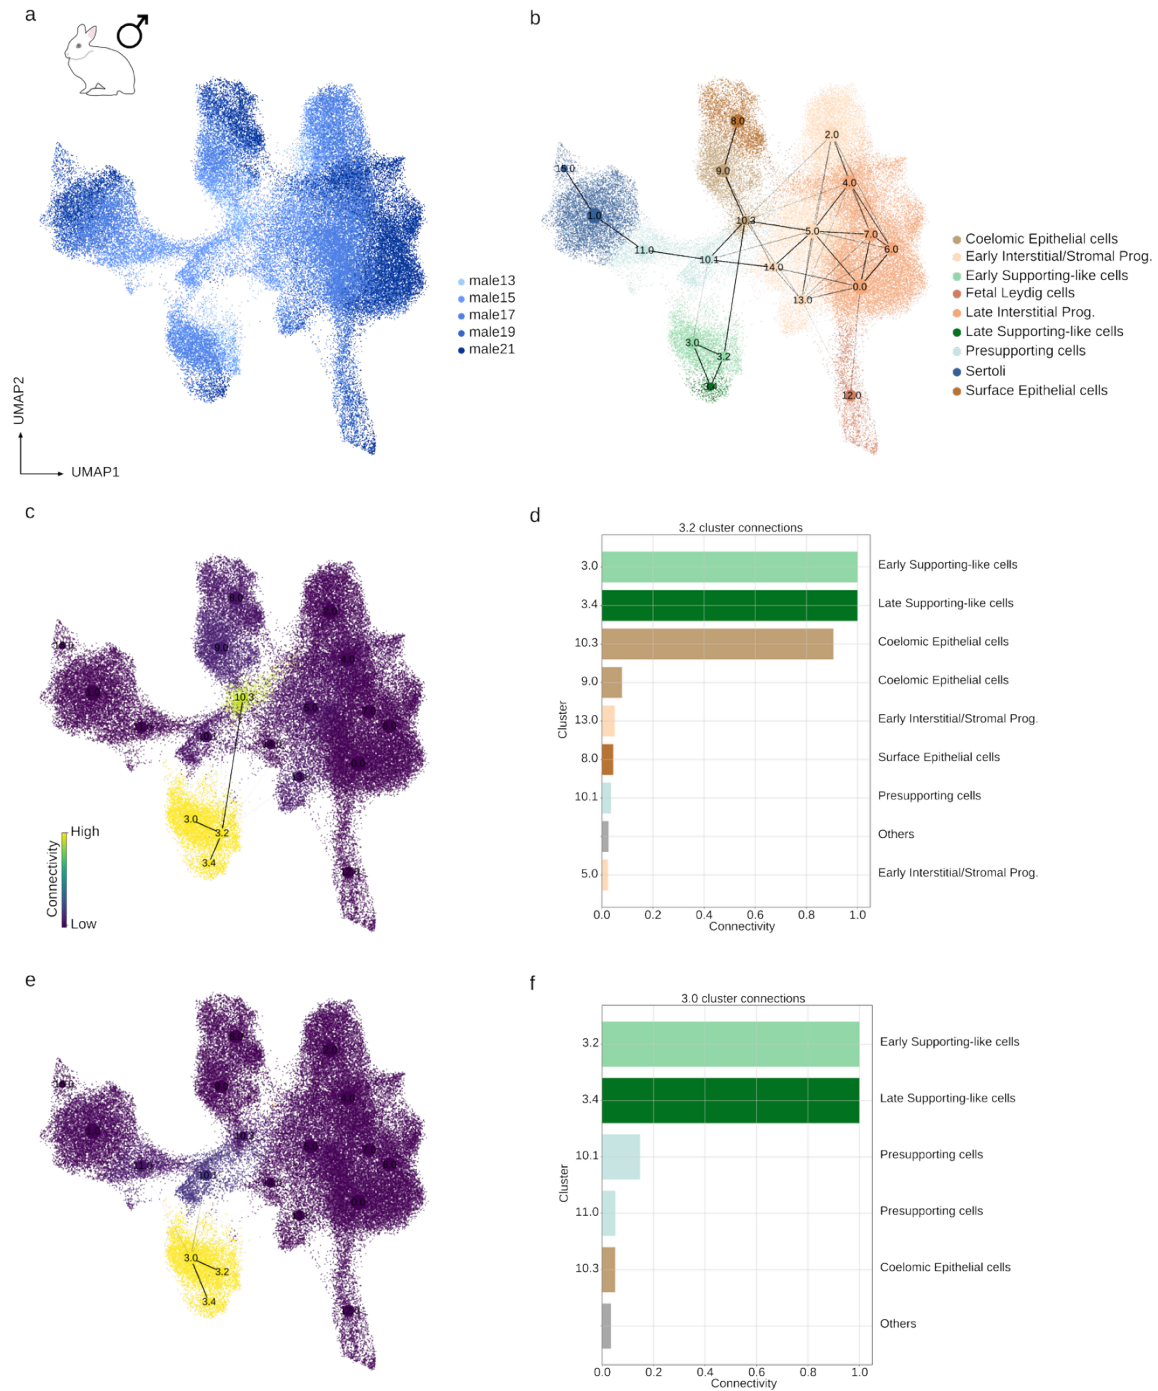 a
b
male13
male15
male17
male19
male21
UMAP2
UMAP1
8.0
9.0
2.0
4.0
1.0
10.3
5.0
7.0
6.0
11.0
10.1
14.0
13.0
0.0
3.0
3.2
12.0
Coelomic Epithelial cells
Early Interstitial/Stromal Prog.
Early Supporting-like cells
Fetal Leydig cells
Late Interstitial Prog.
Late Supporting-like cells
Presupporting cells
Sertoli
Surface Epithelial cells
c
10.3
3.0
3.2
3.4
High
Connectivity
Low
d
3.2 cluster connections
3.0 Early Supporting-like cells
3.4 Late Supporting-like cells
10.3 Coelomic Epithelial cells
9.0 Coelomic Epithelial cells
13.0 Early Interstitial/Stromal Prog.
8.0 Surface Epithelial cells
10.1 Presupporting cells
Others
5.0 Early Interstitial/Stromal Prog.
Cluster
0.0 0.2 0.4 0.6 0.8 1.0
Connectivity
e
3.0
3.2
3.4
f
3.0 cluster connections
3.2 Early Supporting-like cells
3.4 Late Supporting-like cells
10.1 Presupporting cells
11.0 Presupporting cells
10.3 Coelomic Epithelial cells
Others
Cluster
0.0 0.2 0.4 0.6 0.8 1.0
Connectivity